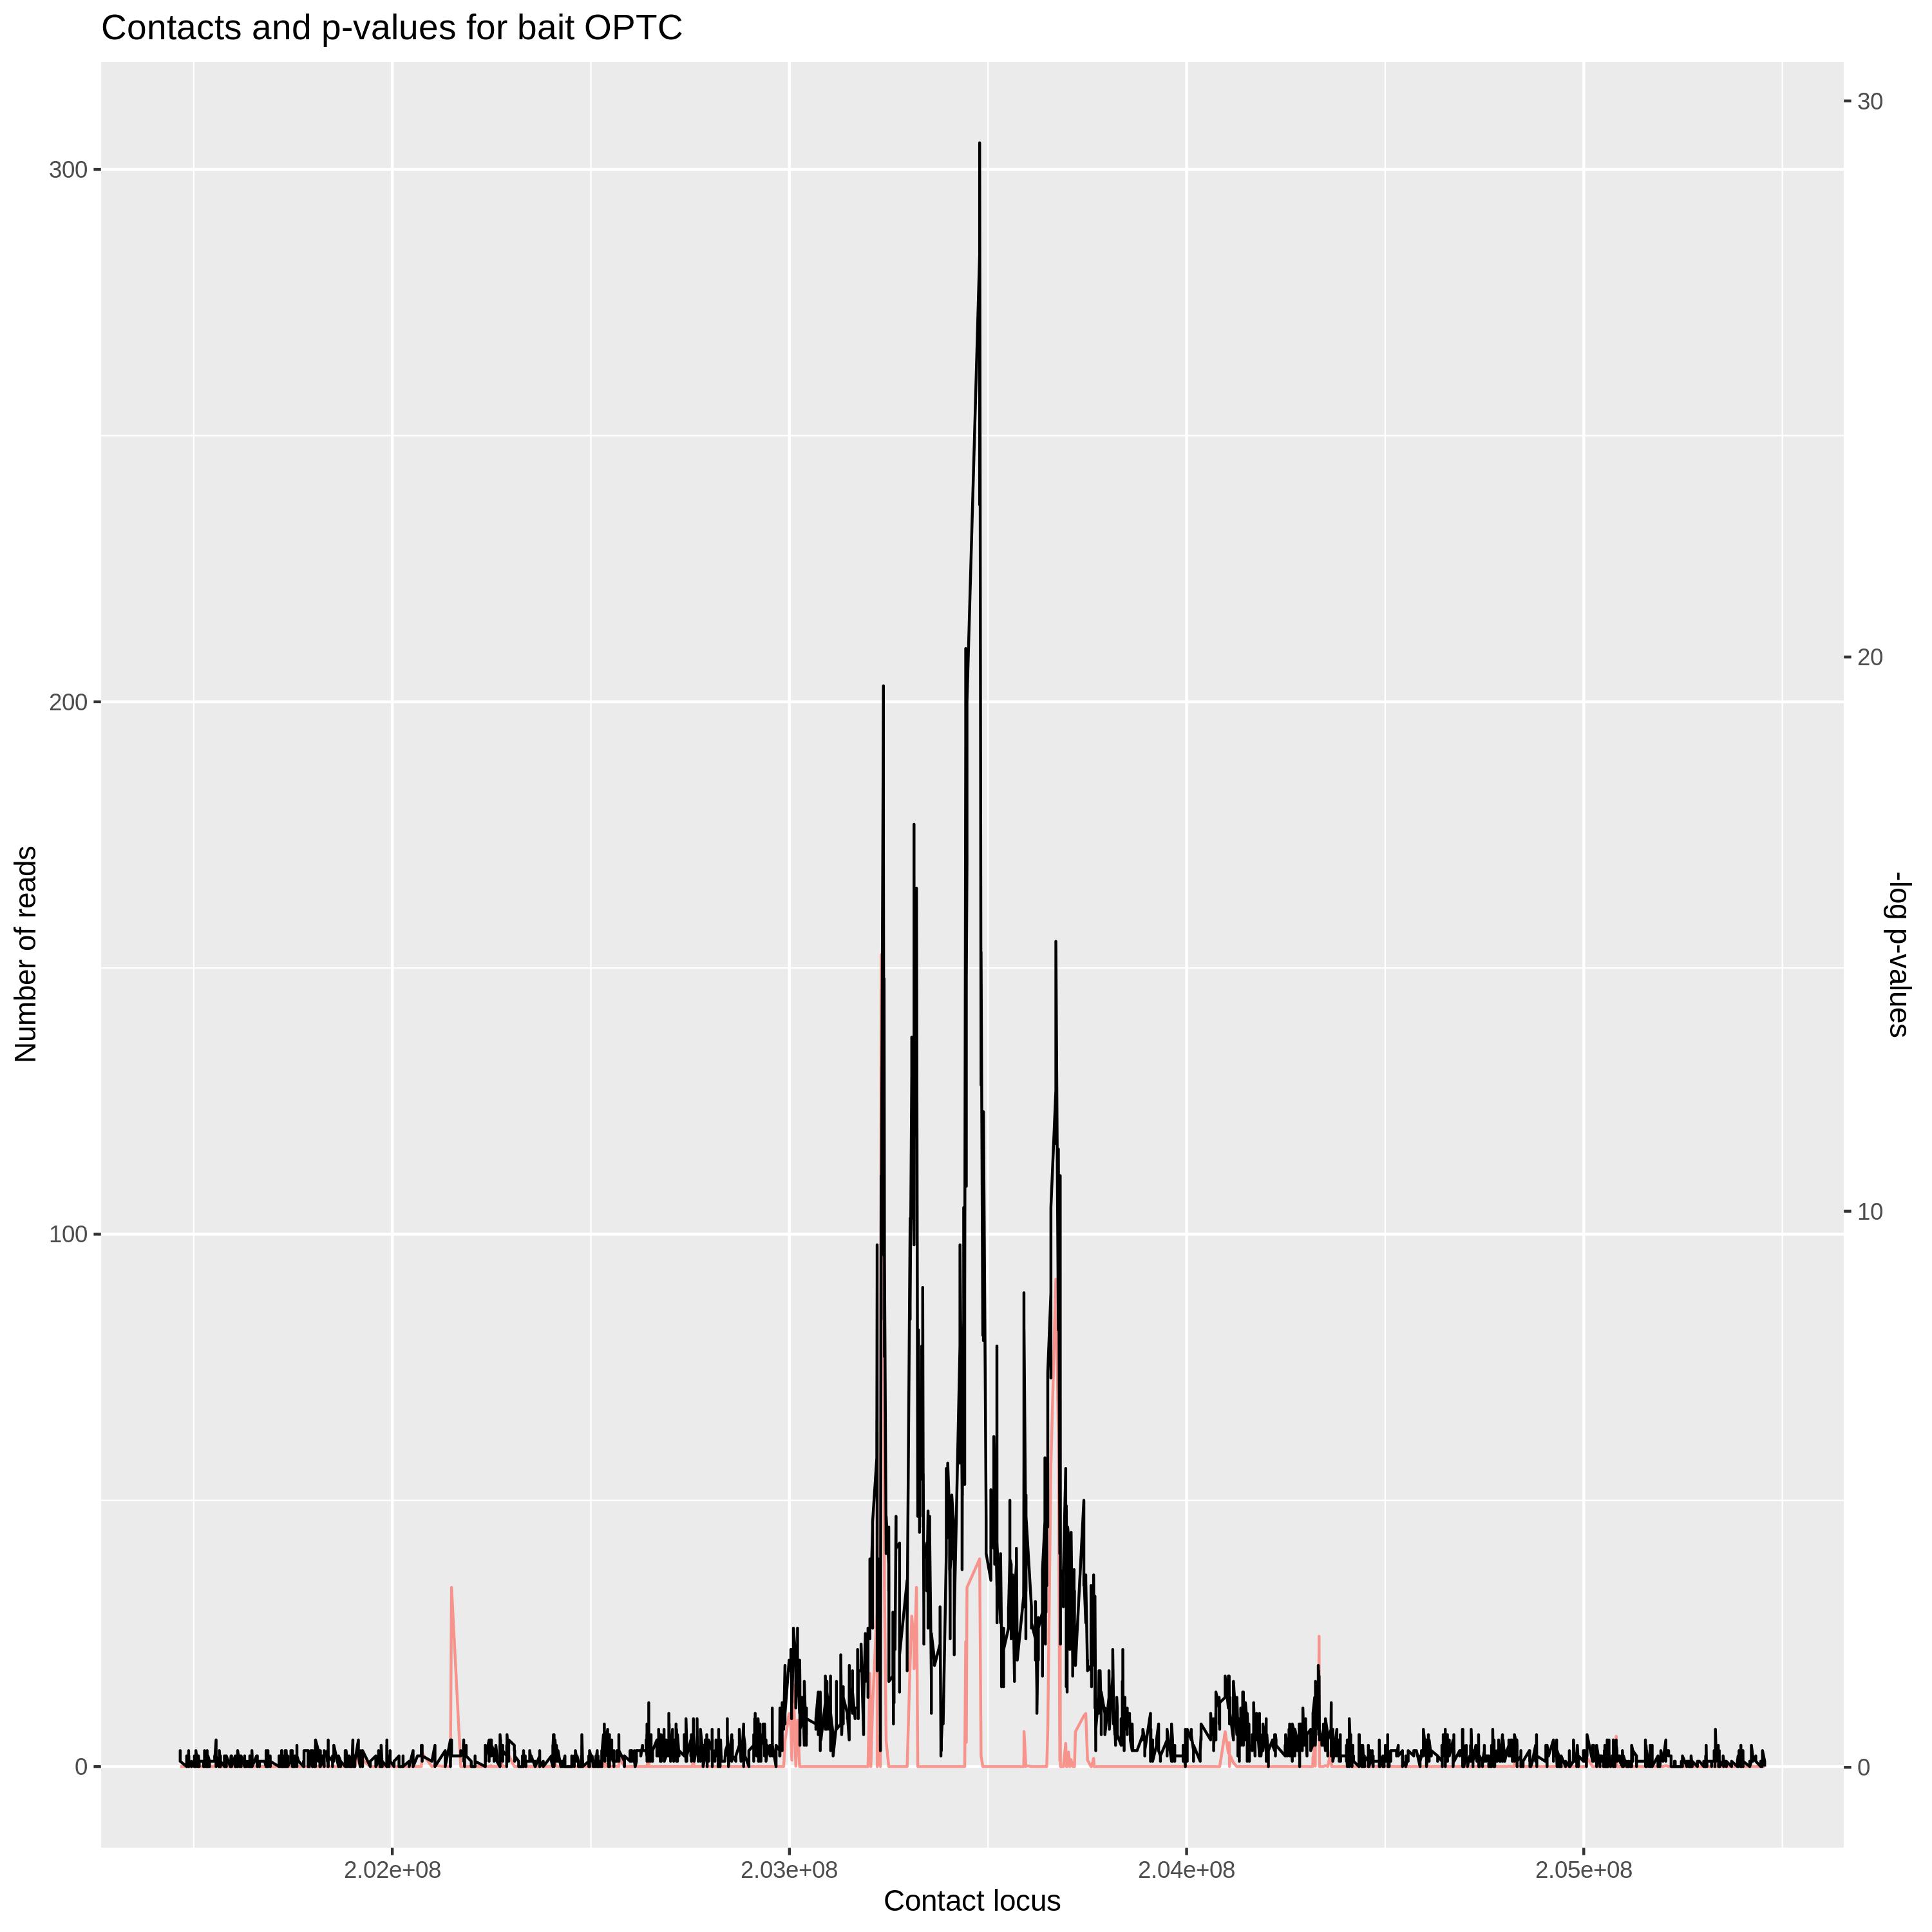 Contacts and p-values for bait OPTC
30
300
20
200
Number of reads
-log p-values
10
100
0
0
2.02e+08
2.03e+08
2.04e+08
2.05e+08
Contact locus